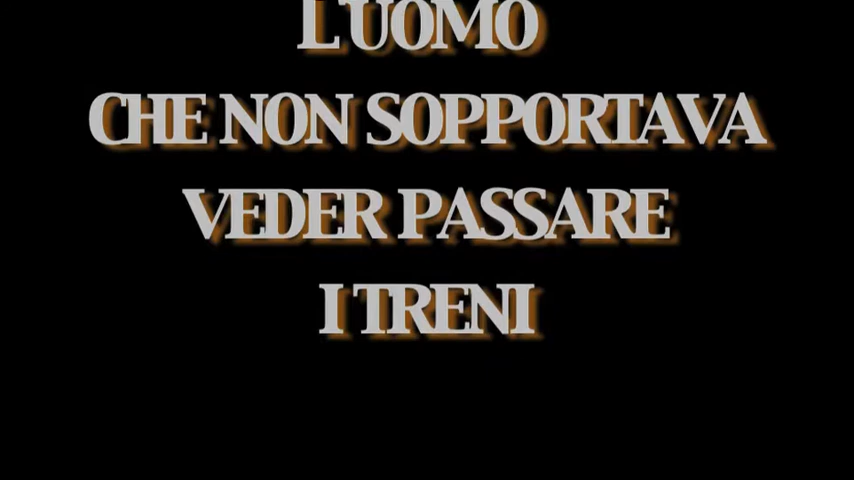 L'UOMO
CHE NON SOPPORTAVA
VEDER PASSARE
I TRENI